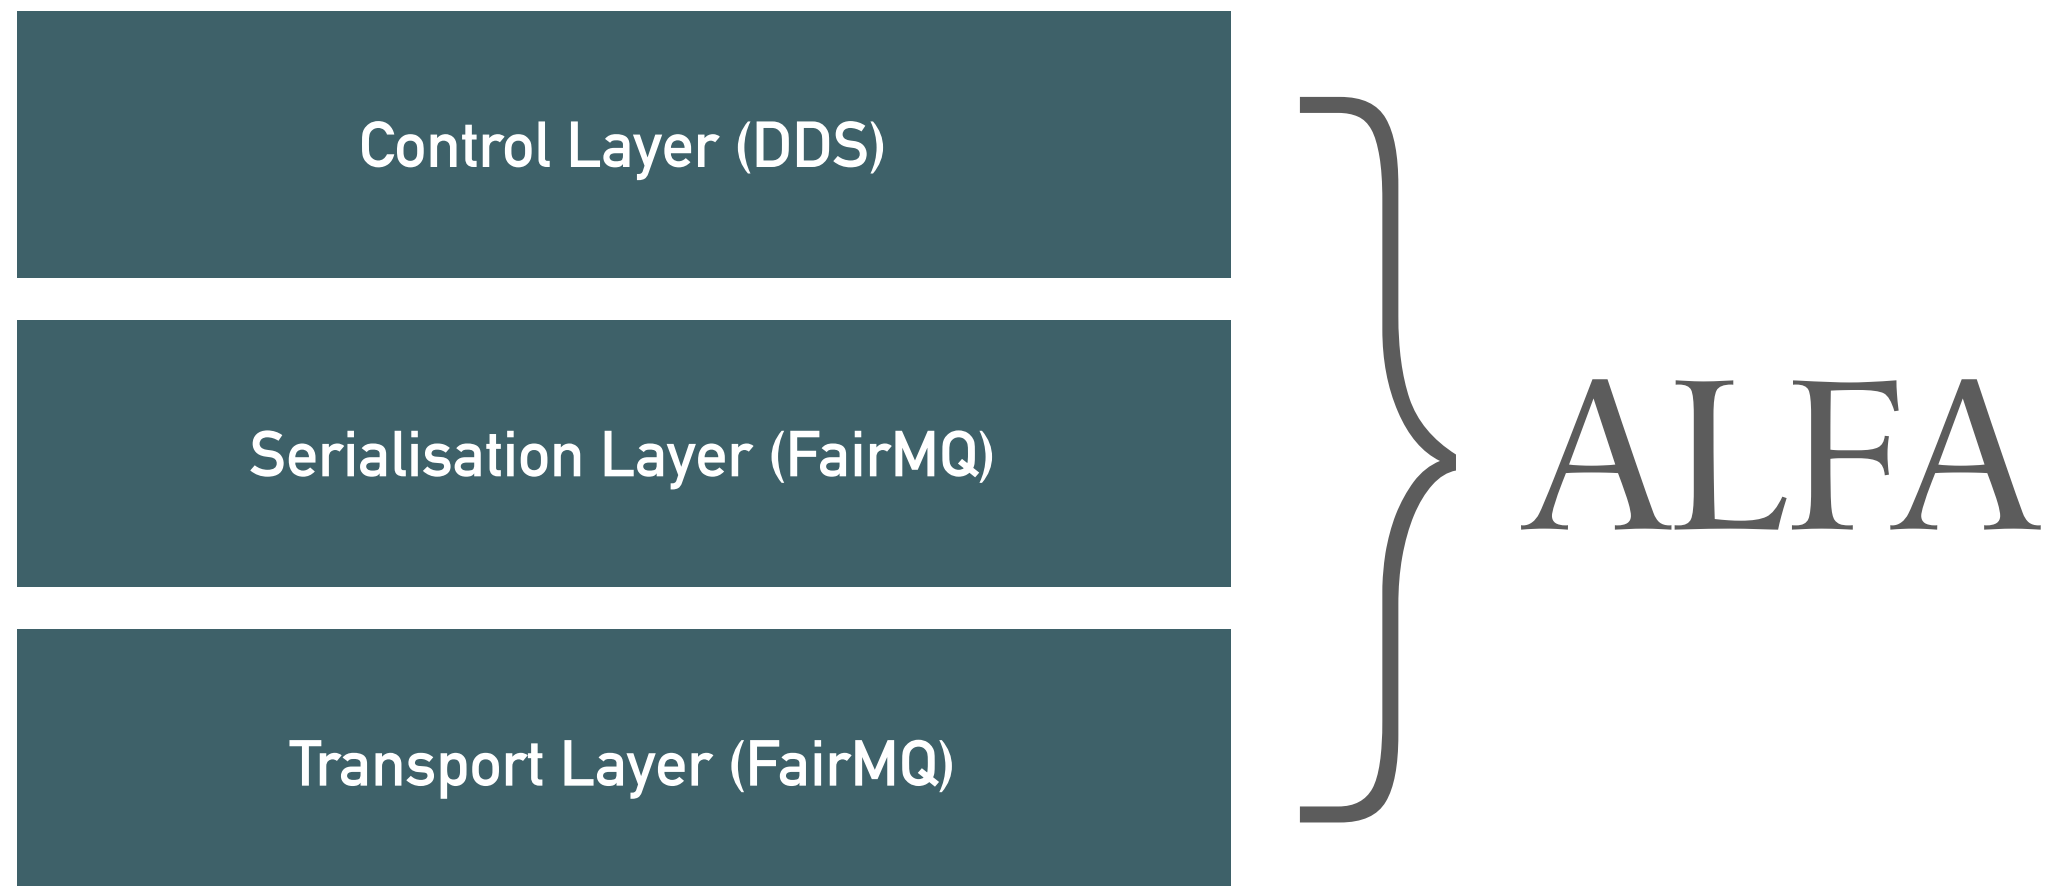 Control Layer (DDS)
Serialisation Layer (FairMQ)
Transport Layer (FairMQ)
ALFA